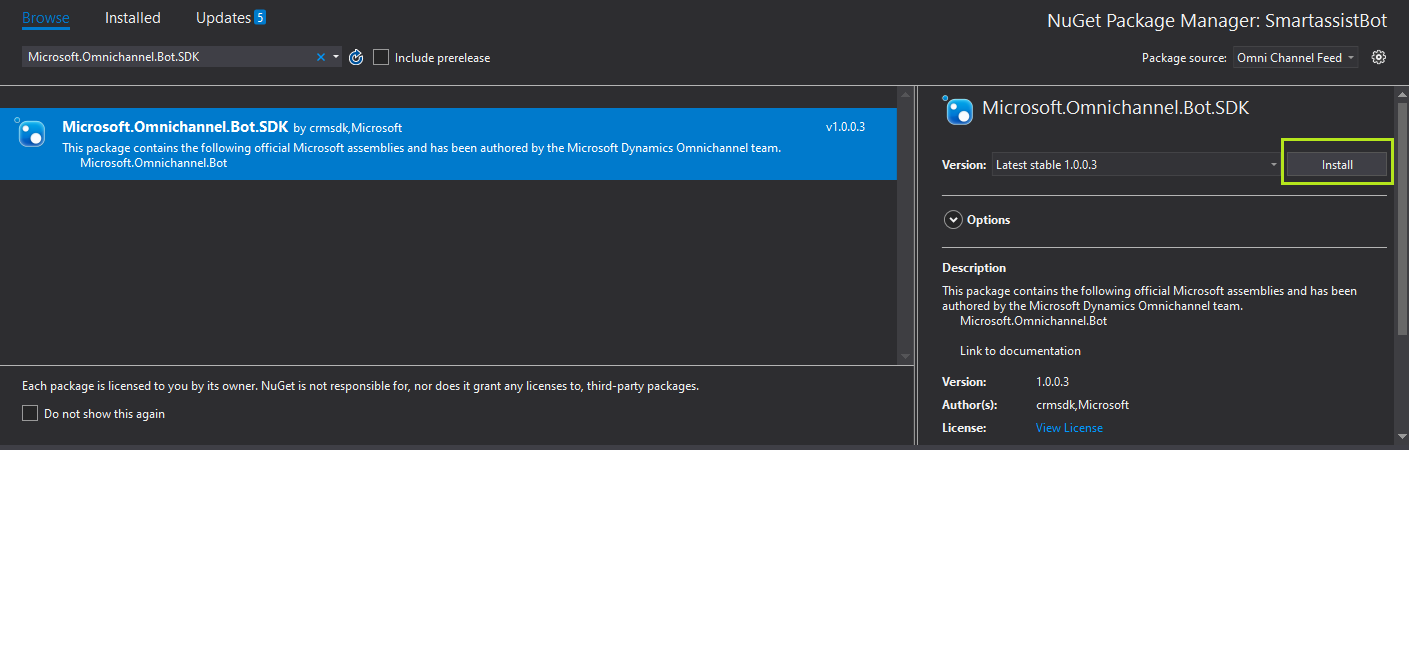 Browse Installed Updates 5
NuGet Package Manager: SmartassistBot
Microsoft.Omnichannel.Bot.SDK
Include prerelease
Package source: Omni Channel Feed
Microsoft.Omnichannel.Bot.SDK by crmsdk,Microsoft v1.0.0.3
This package contains the following official Microsoft assemblies and has been authored by the Microsoft Dynamics Omnichannel team.
Microsoft.Omnichannel.Bot
Each package is licensed to you by its owner. NuGet is not responsible for, nor does it grant any licenses to, third-party packages.
Do not show this again
Microsoft.Omnichannel.Bot.SDK
Version: Latest stable 1.0.0.3 Install
Options
Description
This package contains the following official Microsoft assemblies and has been
authored by the Microsoft Dynamics Omnichannel team.
Microsoft.Omnichannel.Bot
Link to documentation
Version: 1.0.0.3
Author(s): crmsdk,Microsoft
License: View License